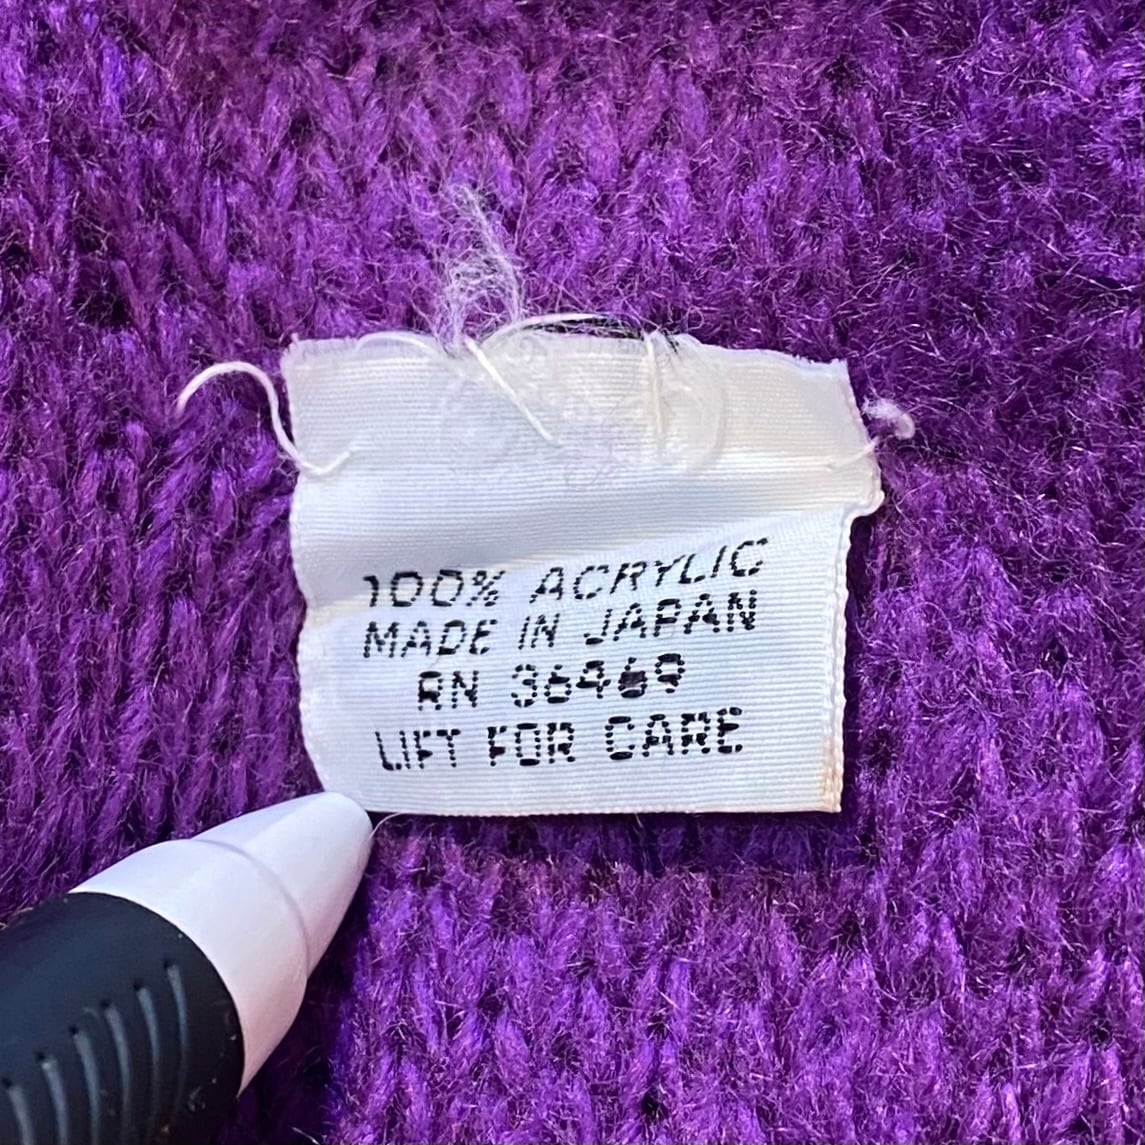 100% ACRYLIC
MADE IN JAPAN
RN 36469
LIFT FOR CARE